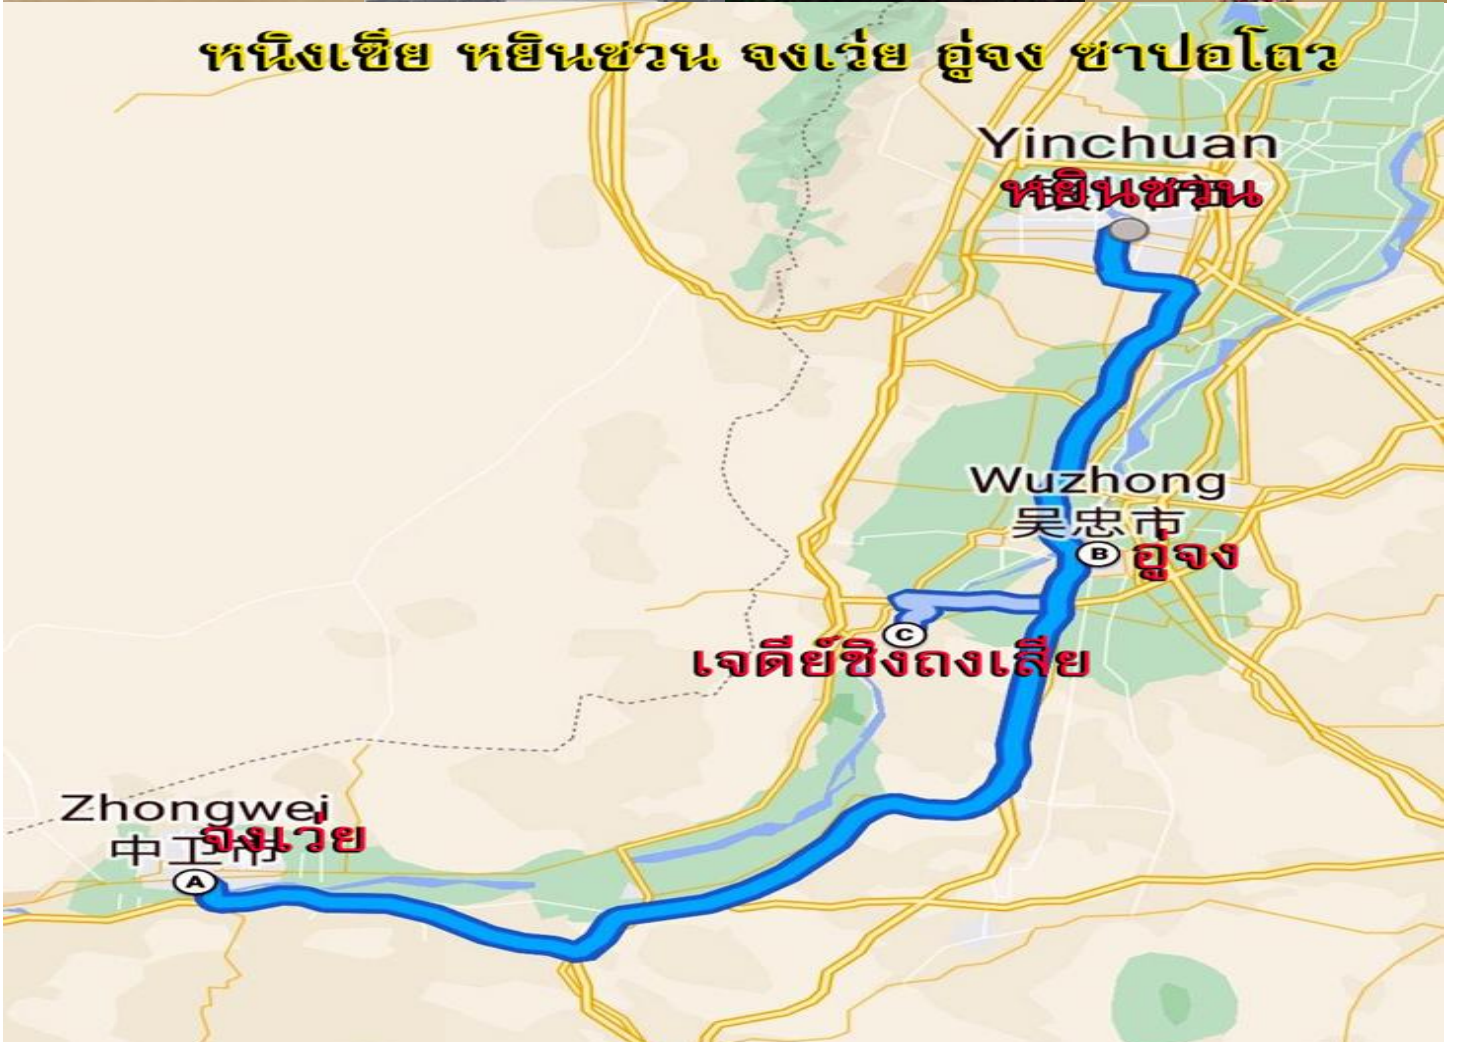 หนิงเซี่ย หยินชวน จงเว่ย อู่จง ซาปอโถว
Yinchuan
หยินชวน
Wuzhong
吴忠市
B อู่จง
C
เจดีย์ชิงถงเสีย
Zhongwei
中卫市
จงเว่ย
A